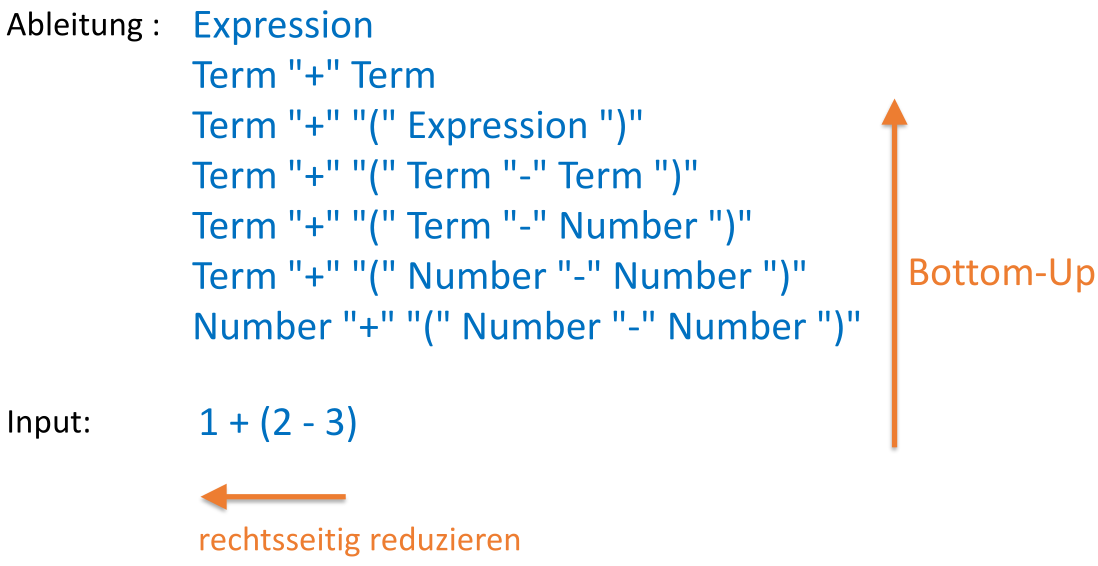 Ableitung : Expression
Term "+" Term
Term "+" "(" Expression ")"
Term "+" "(" Term "-" Term ")"
Term "+" "(" Term "-" Number ")"
Term "+" "(" Number "-" Number ")"
Bottom-Up
Number "+" "(" Number "-" Number ")"
Input: 1 + (2 - 3)
rechtsseitig reduzieren